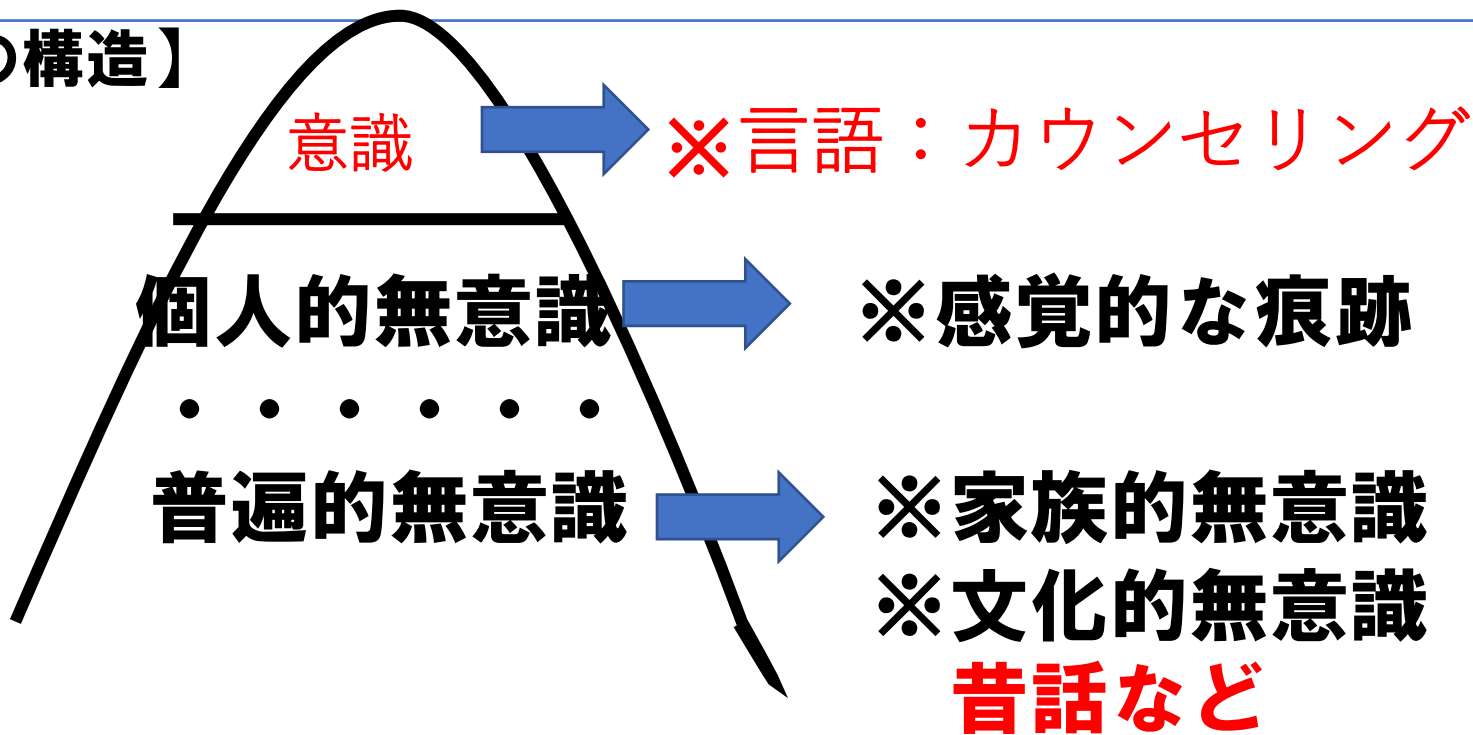 の構造】
意識 ※言語：カウンセリング
個人的無意識 ※感覚的な痕跡
・・・・・・
普遍的無意識 ※家族的無意識
※文化的無意識
昔話など